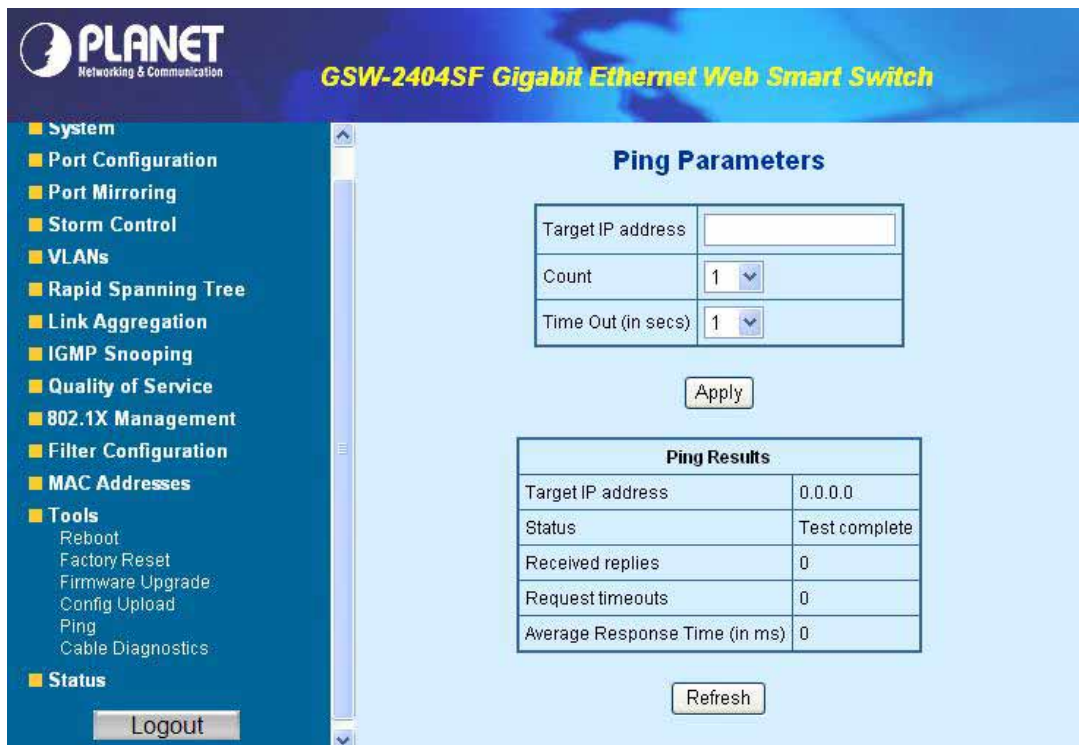 PLANET
Networking & Communication
GSW-2404SF Gigabit Ethernet Web Smart Switch
System
Port Configuration
Port Mirroring
Storm Control
VLANs
Rapid Spanning Tree
Link Aggregation
IGMP Snooping
Quality of Service
802.1X Management
Filter Configuration
MAC Addresses
Tools
Reboot
Factory Reset
Firmware Upgrade
Config Upload
Ping
Cable Diagnostics
Status
Logout
Ping Parameters
Target IP address
Count 1
Time Out (in secs) 1
Apply
Ping Results
Target IP address 0.0.0.0
Status Test complete
Received replies 0
Request timeouts 0
Average Response Time (in ms) 0
Refresh